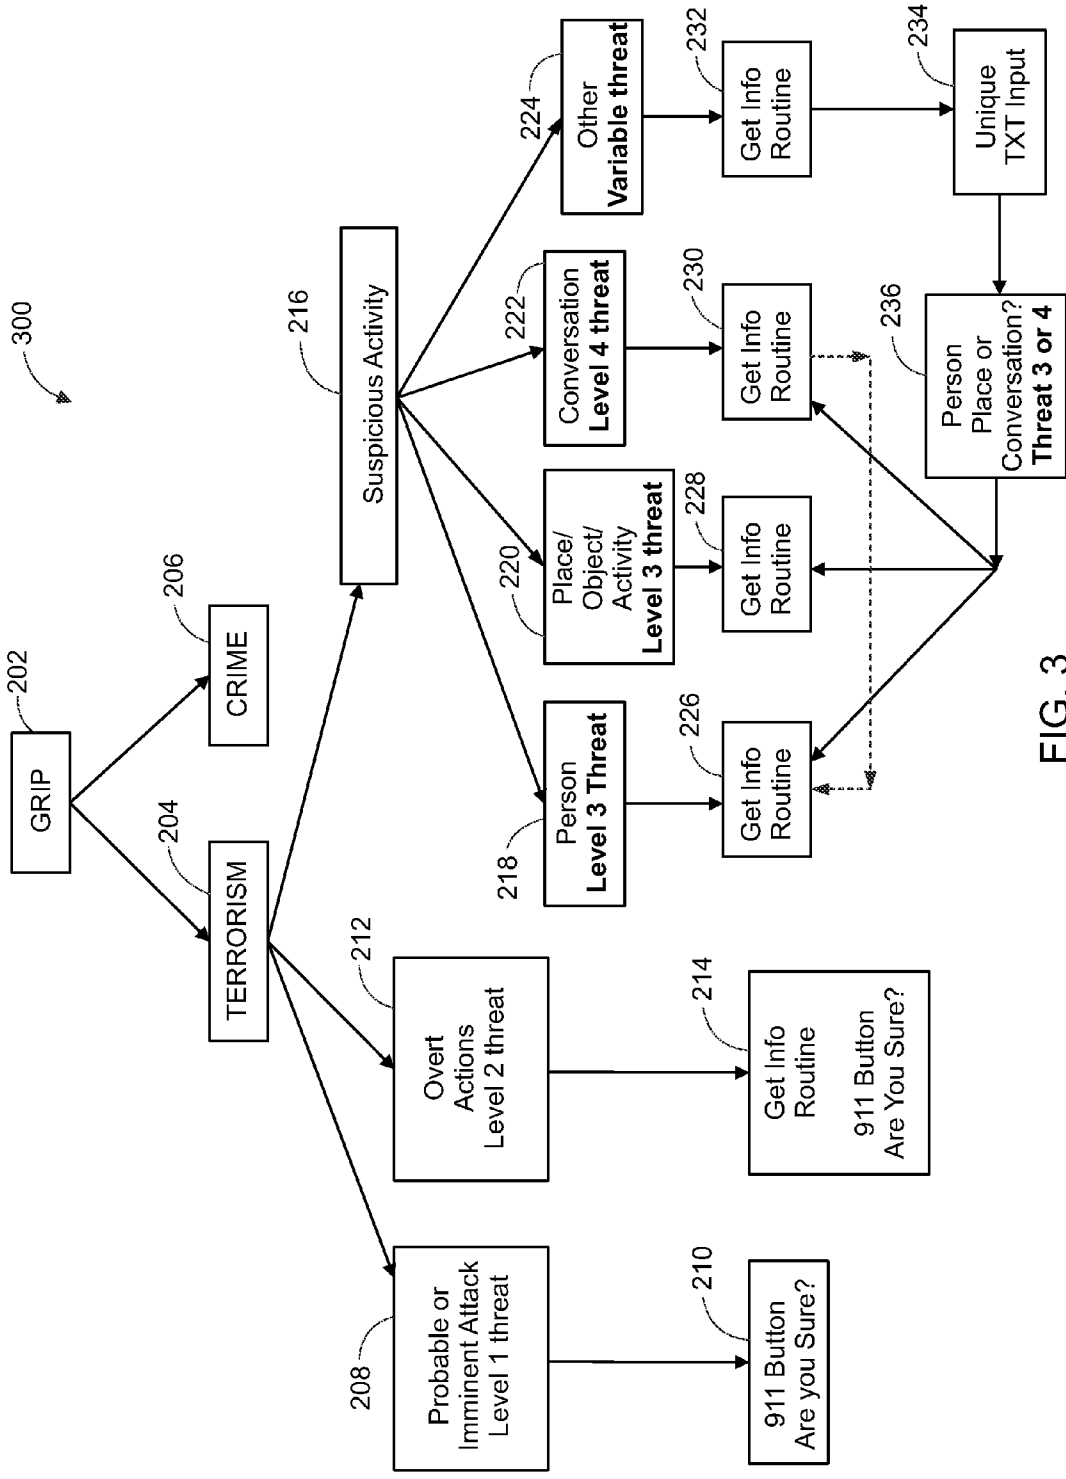 300
202
GRIP
204
TERRORISM
206
CRIME
208
Probable or
Imminent Attack
Level 1 threat
212
Overt
Actions
Level 2 threat
216
Suspicious Activity
218
Person
Level 3 Threat
220
Place/
Object/
Activity
Level 3 threat
222
Conversation
Level 4 threat
224
Other
Variable threat
210
911 Button
Are you Sure?
214
Get Info
Routine
911 Button
Are You Sure?
226
Get Info
Routine
228
Get Info
Routine
230
Get Info
Routine
232
Get Info
Routine
234
Unique
TXT Input
236
Person
Place or
Conversation?
Threat 3 or 4
FIG. 3